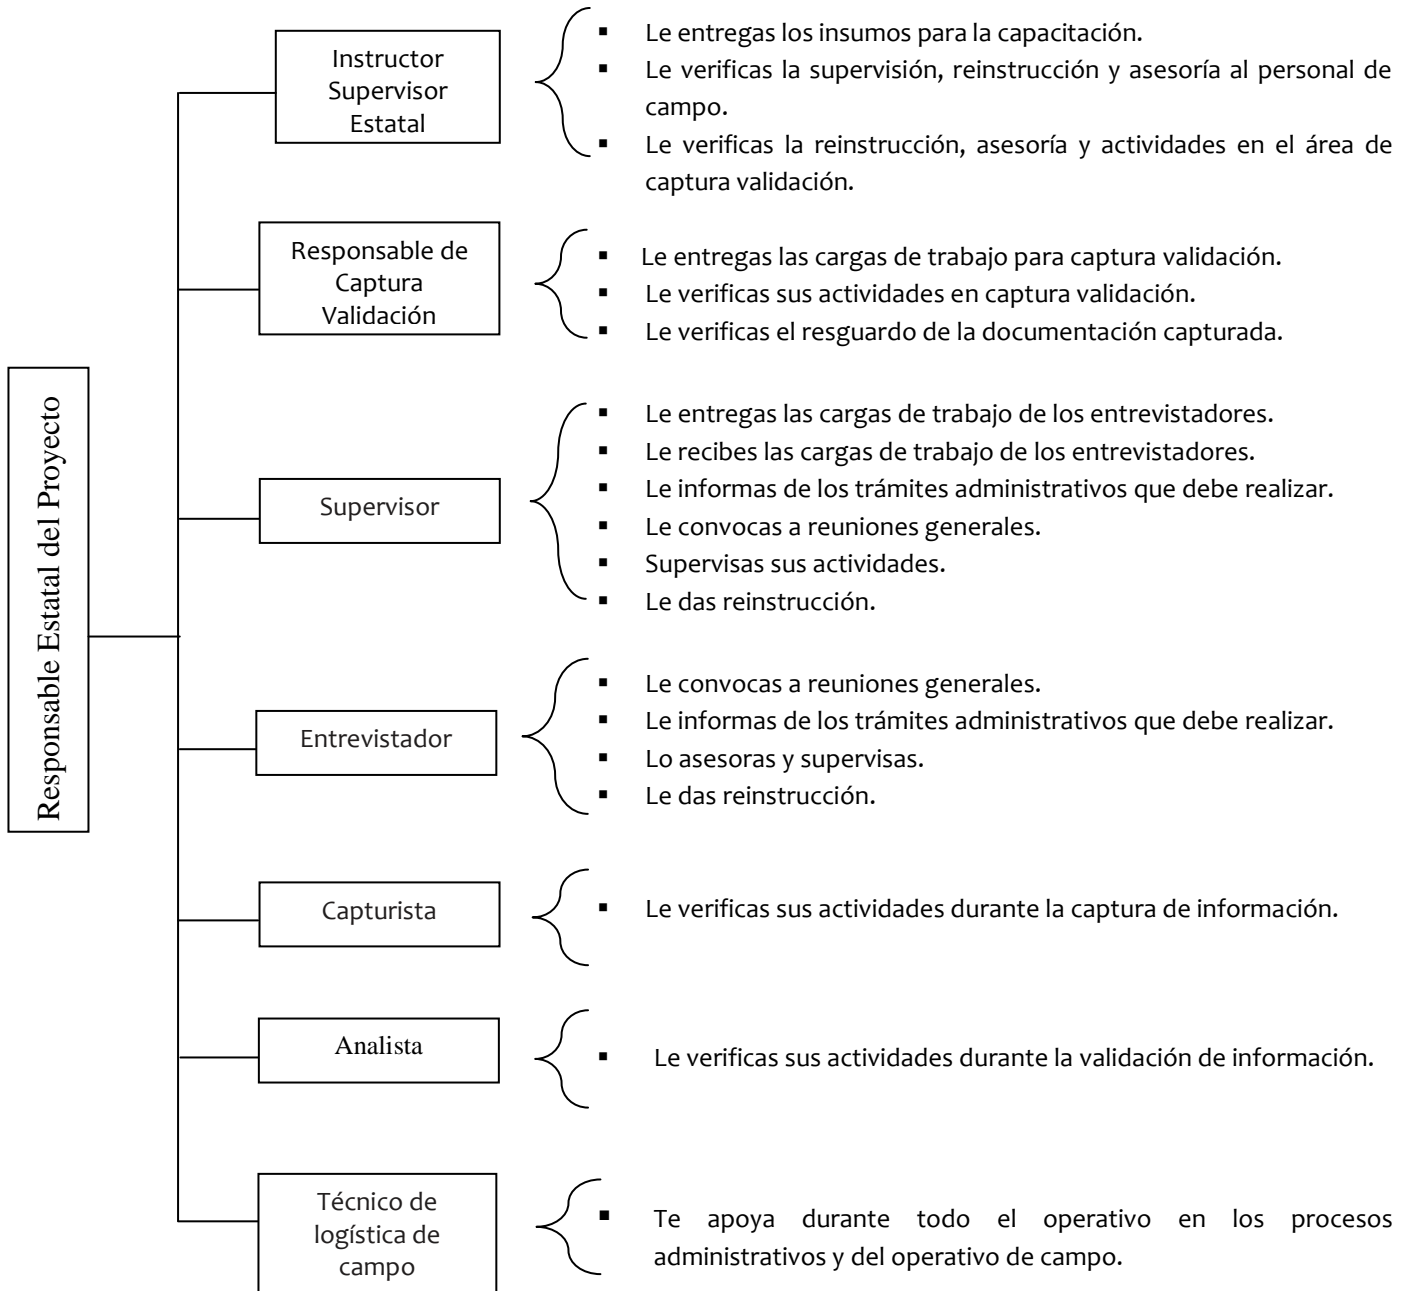 Responsable Estatal del Proyecto
Instructor
Supervisor
Estatal
▪ Le entregas los insumos para la capacitación.
▪ Le verificas la supervisión, reinstrucción y asesoría al personal de
campo.
▪ Le verificas la reinstrucción, asesoría y actividades en el área de
captura validación.
Responsable de
Captura
Validación
▪ Le entregas las cargas de trabajo para captura validación.
▪ Le verificas sus actividades en captura validación.
▪ Le verificas el resguardo de la documentación capturada.
Supervisor
▪ Le entregas las cargas de trabajo de los entrevistadores.
▪ Le recibes las cargas de trabajo de los entrevistadores.
▪ Le informas de los trámites administrativos que debe realizar.
▪ Le convocas a reuniones generales.
▪ Supervisas sus actividades.
▪ Le das reinstrucción.
Entrevistador
▪ Le convocas a reuniones generales.
▪ Le informas de los trámites administrativos que debe realizar.
▪ Lo asesoras y supervisas.
▪ Le das reinstrucción.
Capturista
▪ Le verificas sus actividades durante la captura de información.
Analista
▪ Le verificas sus actividades durante la validación de información.
Técnico de
logística de
campo
▪ Te apoya durante todo el operativo en los procesos
administrativos y del operativo de campo.